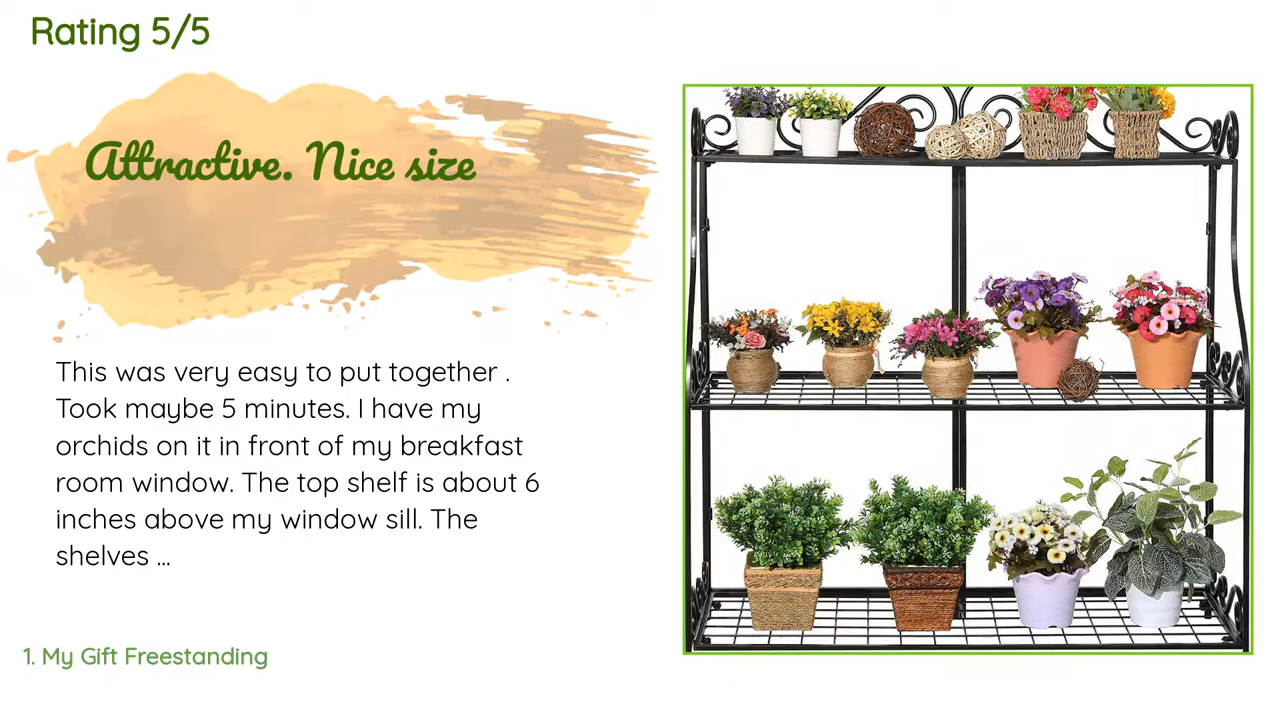 Rating 5/5
Attractive. Nice size
This was very easy to put together .
Took maybe 5 minutes. I have my
orchids on it in front of my breakfast
room window. The top shelf is about 6
inches above my window sill. The
shelves ...
1. My Gift Freestanding